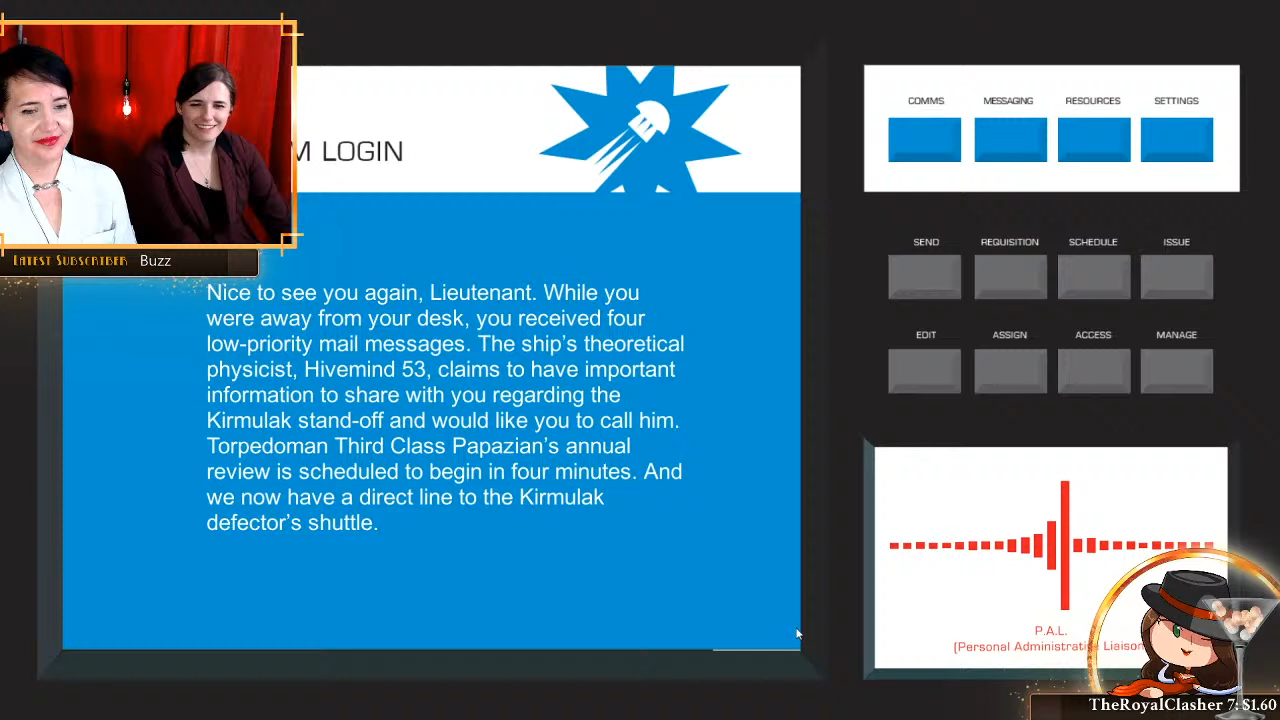 M LOGIN
COMMS MESSAGING RESOURCES SETTINGS
Latest Subscriber Buzz
SEND REQUISITION SCHEDULE ISSUE
Nice to see you again, Lieutenant. While you
were away from your desk, you received four
low-priority mail messages. The ship's theoretical
physicist, Hivemind 53, claims to have important
information to share with you regarding the
Kirmulak stand-off and would like you to call him.
Torpedoman Third Class Papazian's annual
review is scheduled to begin in four minutes. And
we now have a direct line to the Kirmulak
defector's shuttle.
EDIT ASSIGN ACCESS MANAGE
P.A.L.
(Personal Administrative Liaison
TheRoyalClasher 7: $1.60